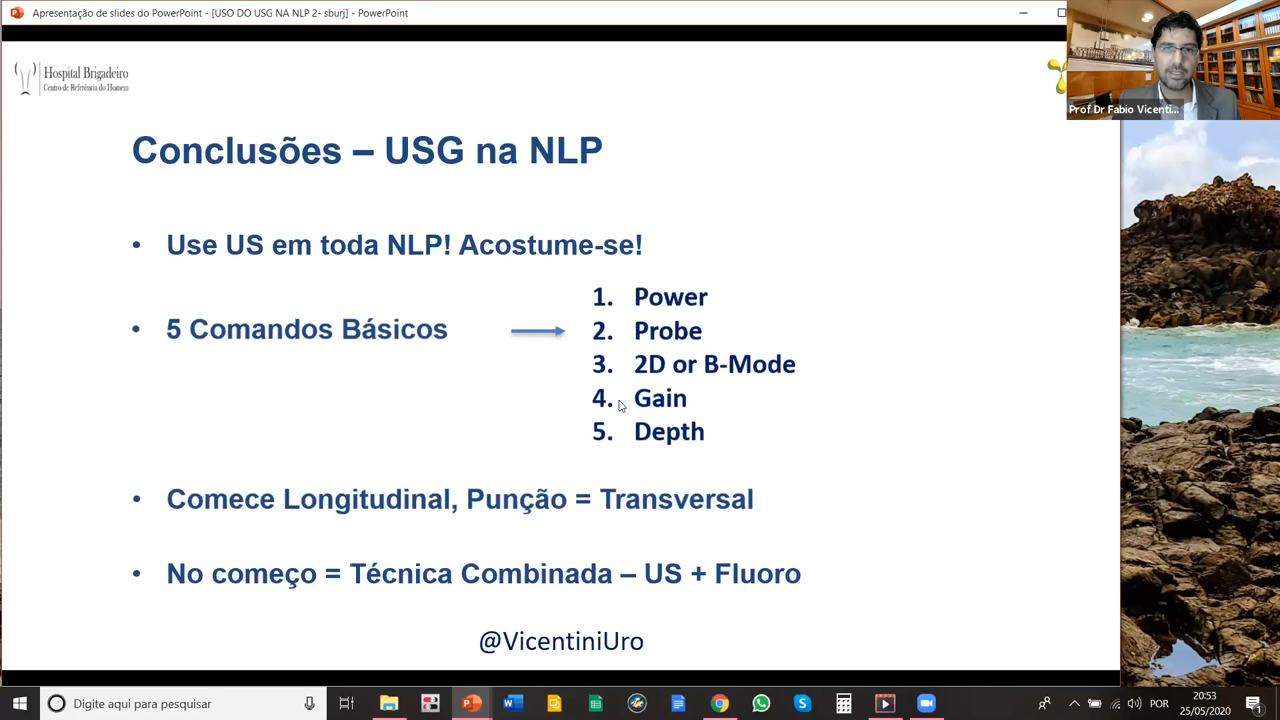 Apresentação de slides do PowerPoint - [USO DO USG NA NLP 2- sburj] - PowerPoint
Hospital Brigadeiro
Centro de Referência do Homem
Prof Dr Fabio Vicenti...
Conclusões – USG na NLP
• Use US em toda NLP! Acostume-se!
• 5 Comandos Básicos
1. Power
2. Probe
3. 2D or B-Mode
4. Gain
5. Depth
• Comece Longitudinal, Punção = Transversal
• No começo = Técnica Combinada – US + Fluoro
@VicentiniUro
Digite aqui para pesquisar
POR
20:53
25/05/2020
1